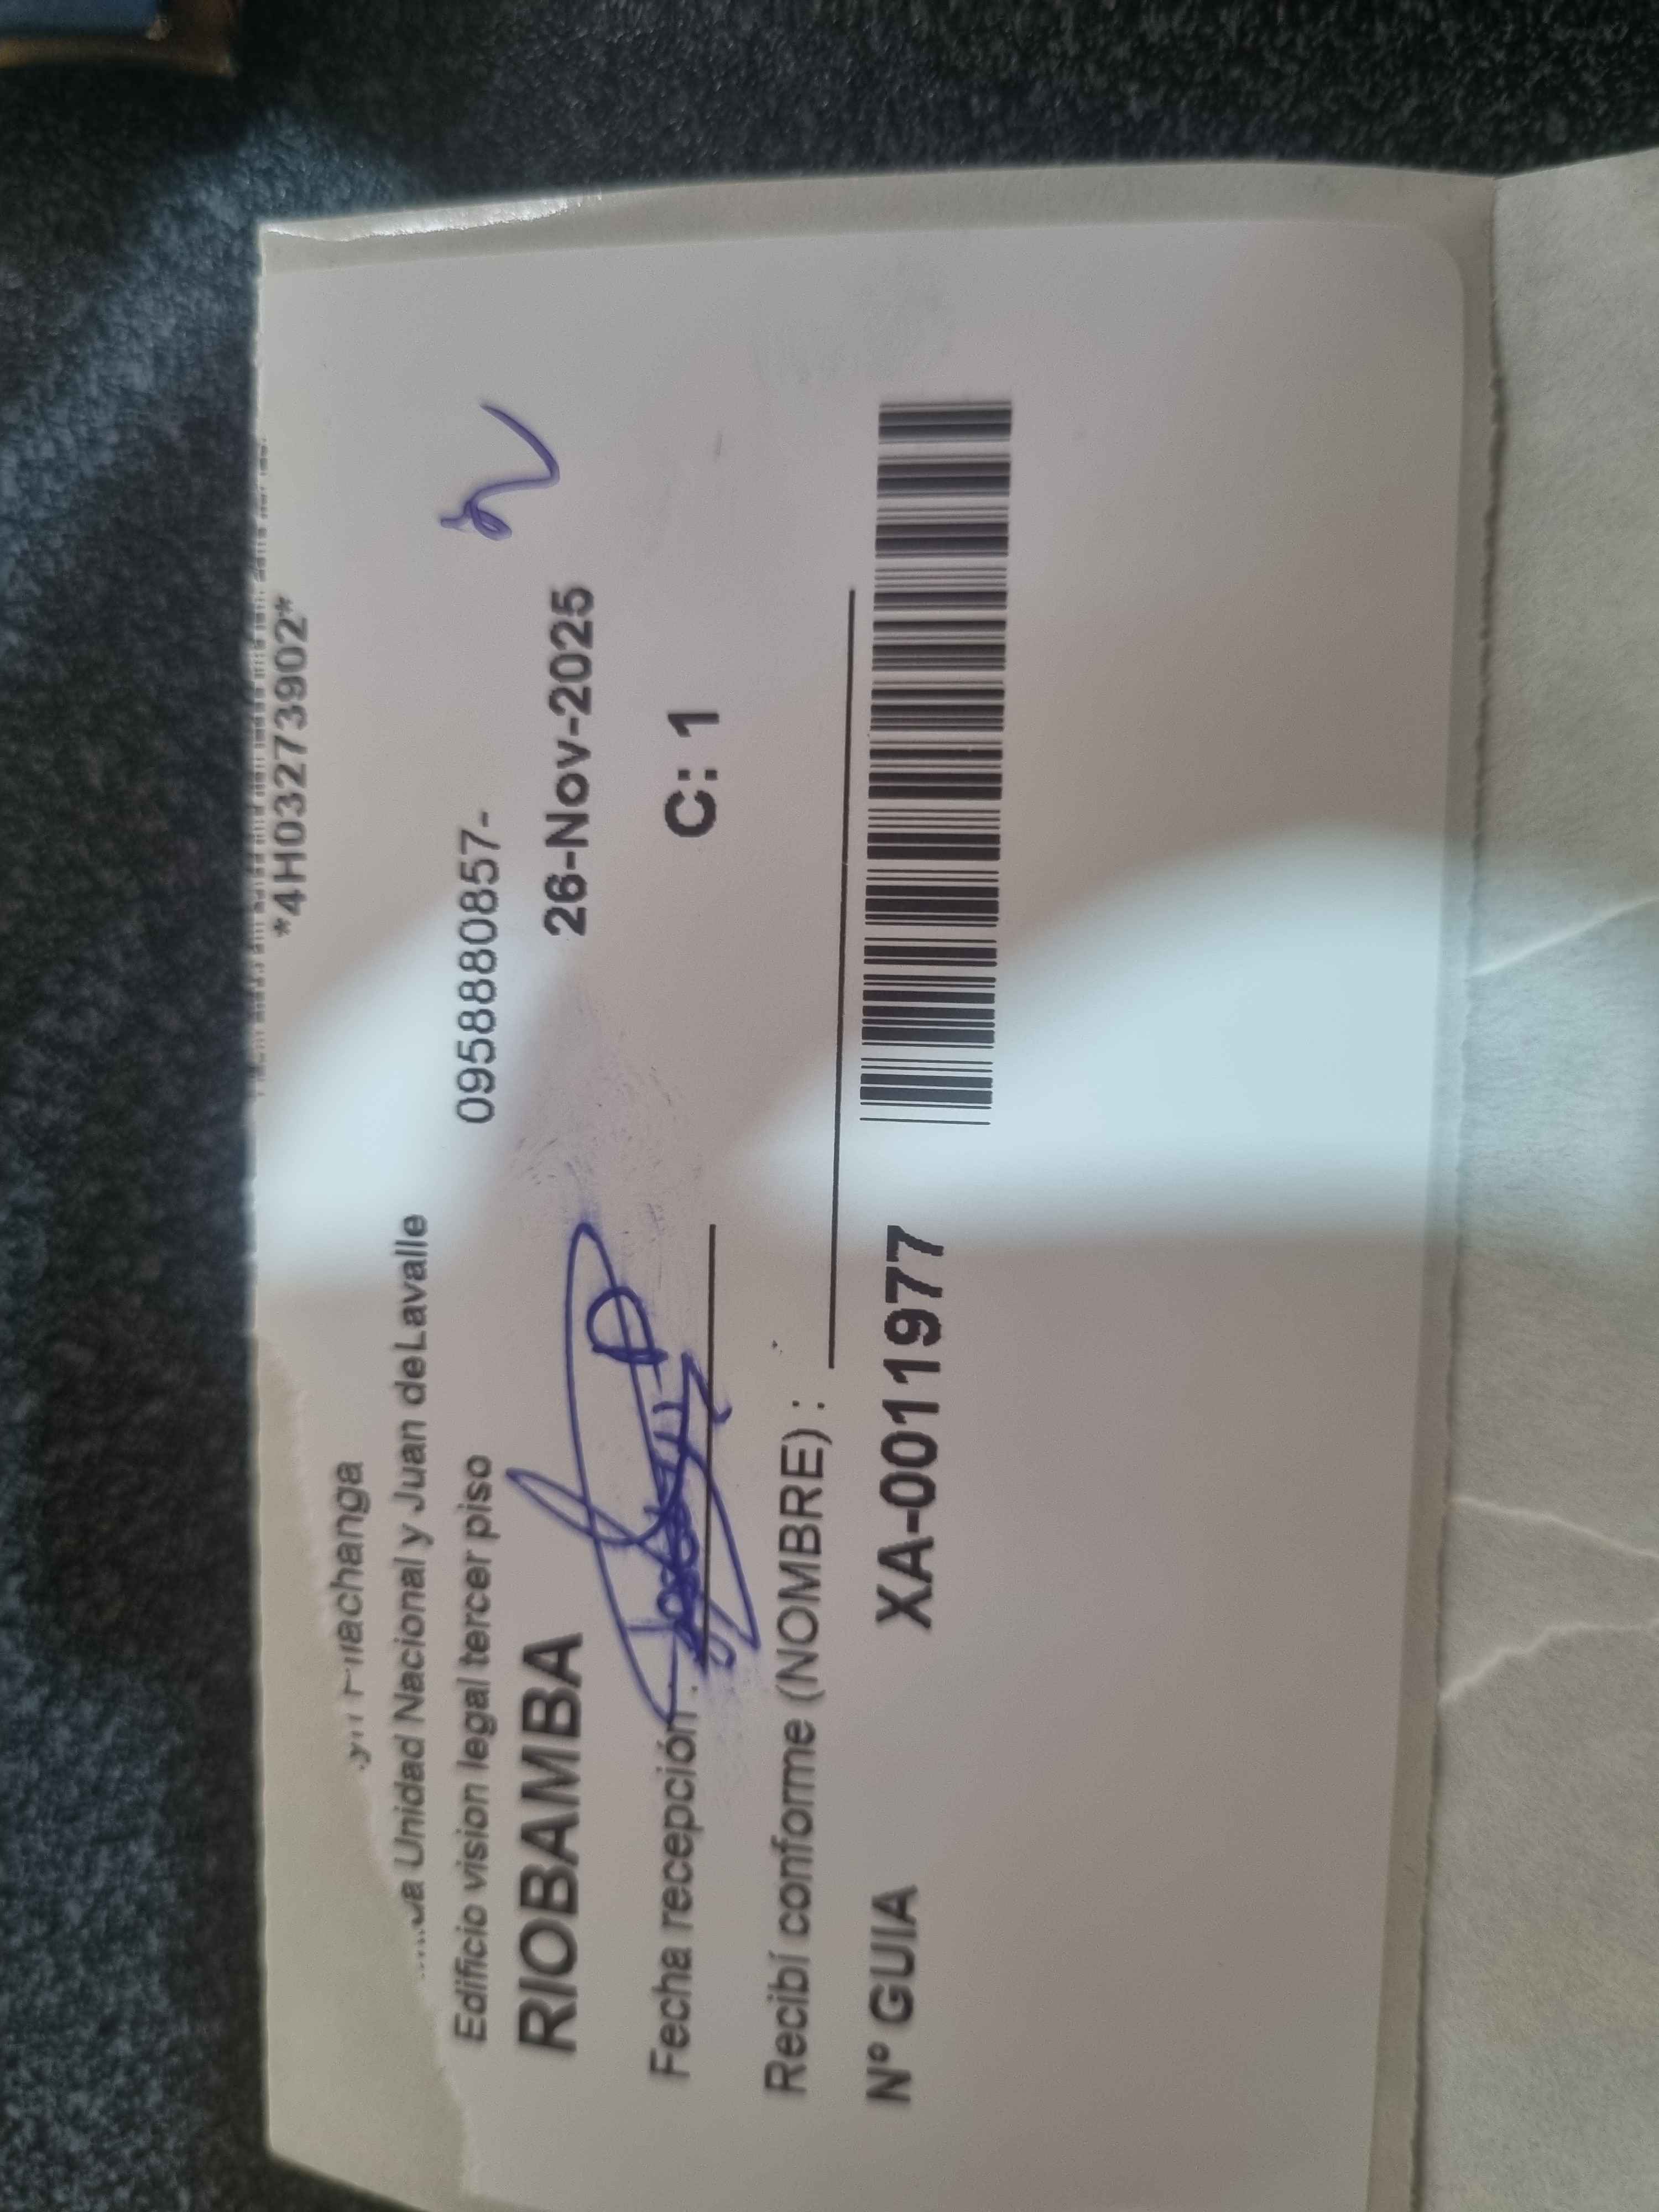 *4H03273902*
Unidad Nacional y Juan deLavalle
Edificio vision legal tercer piso 0958880857-
RIOBAMBA 26-Nov-2025
Fecha recepción : C: 1
Recibí conforme (NOMBRE) :
Nº GUIA XA-0011977